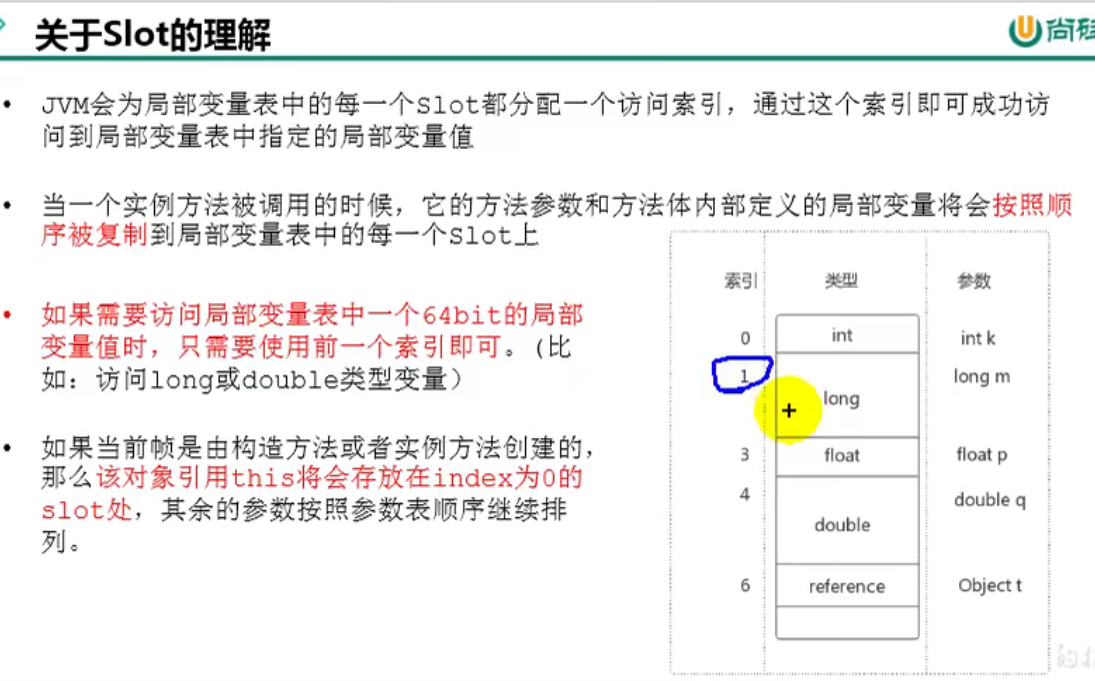 关于Slot的理解
JVM会为局部变量表中的每一个Slot都分配一个访问索引，通过这个索引即可成功访
问到局部变量表中指定的局部变量值
当一个实例方法被调用的时候，它的方法参数和方法体内部定义的局部变量将会按照顺
序被复制到局部变量表中的每一个Slot上
如果需要访问局部变量表中一个64bit的局部
变量值时，只需要使用前一个索引即可。(比
如：访问long或double类型变量）
如果当前帧是由构造方法或者实例方法创建的，
那么该对象引用this将会存放在index为0的
slot处，其余的参数按照参数表顺序继续排
列。
索引 类型 参数
0 int int k
1 long long m
3 float float p
4 double double q
6 reference Object t